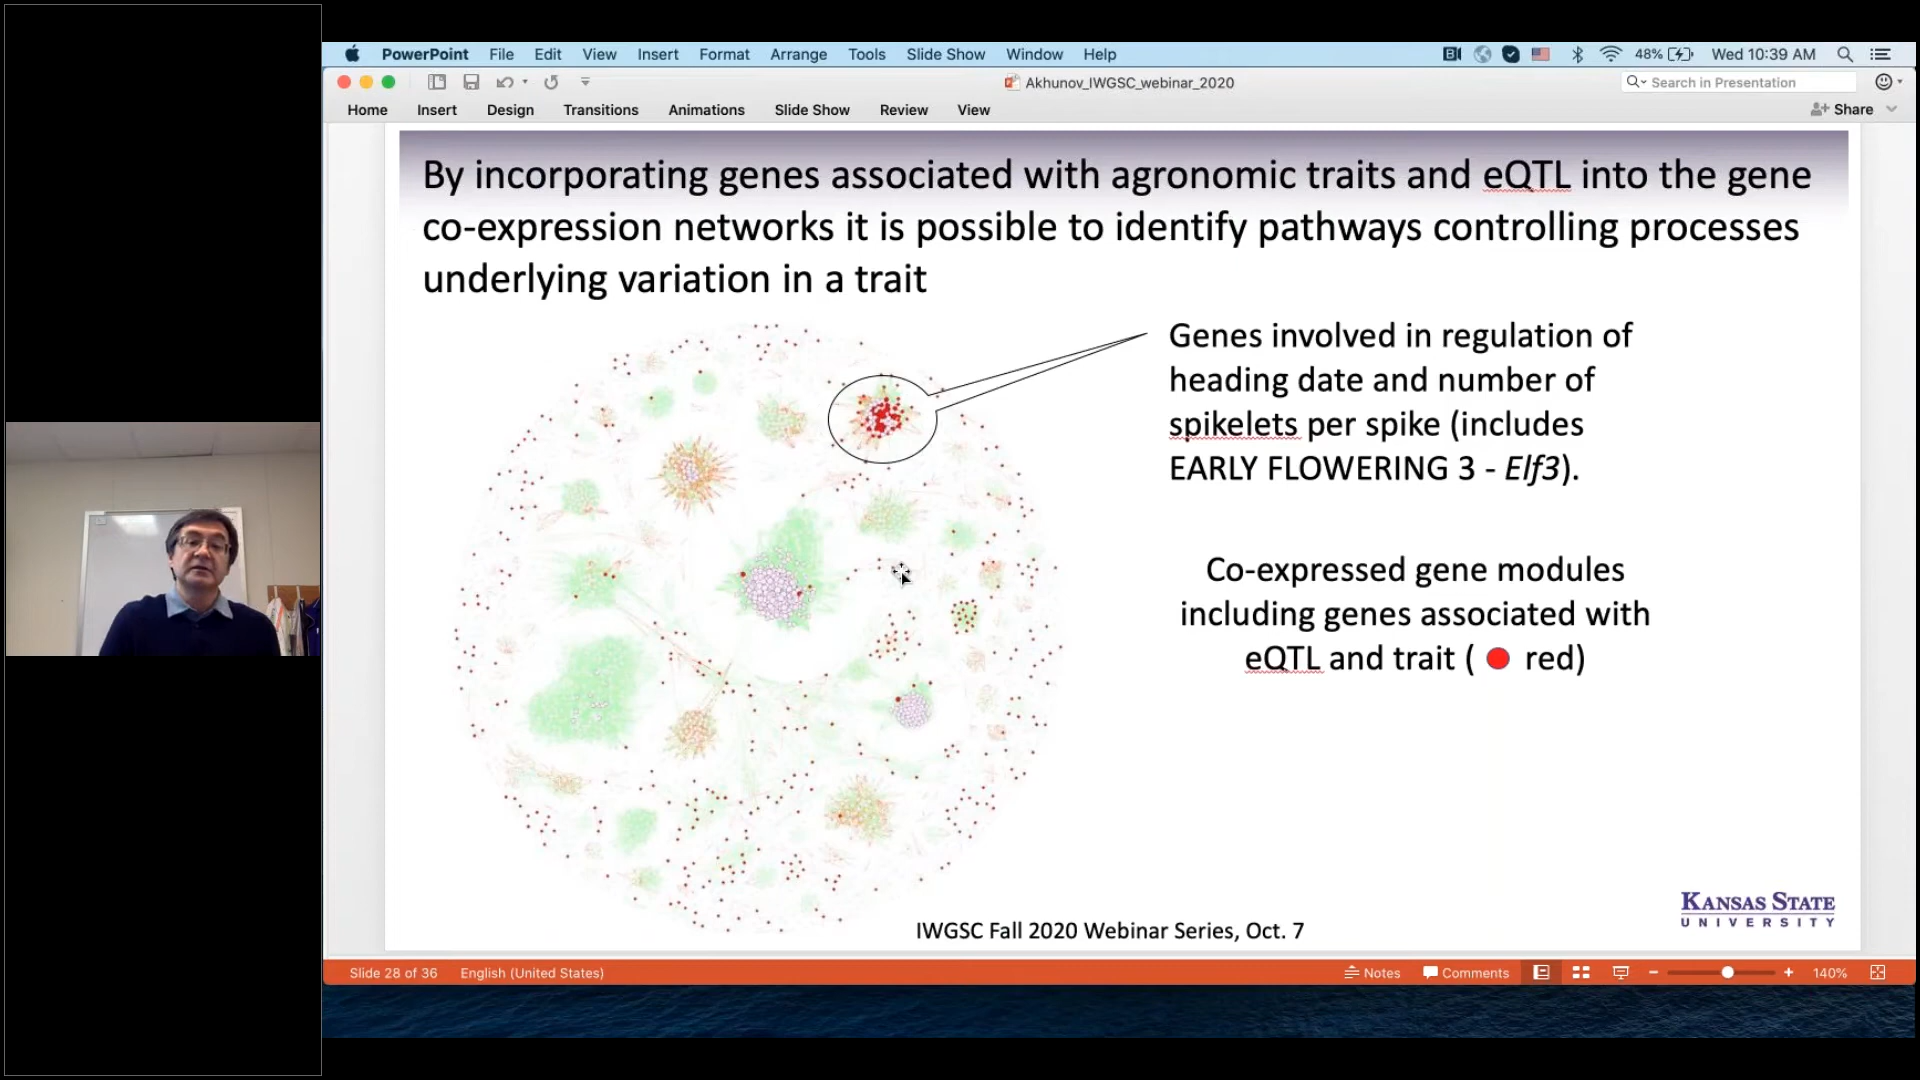 PowerPoint File Edit View Insert Format Arrange Tools Slide Show Window Help 48% Wed 10:39 AM
Akhunov_IWGSC_webinar_2020 Search in Presentation
Home Insert Design Transitions Animations Slide Show Review View Share
By incorporating genes associated with agronomic traits and eQTL into the gene
co-expression networks it is possible to identify pathways controlling processes
underlying variation in a trait
Genes involved in regulation of
heading date and number of
spikelets per spike (includes
EARLY FLOWERING 3 - Elf3).
Co-expressed gene modules
including genes associated with
eQTL and trait ( red)
KANSAS STATE
UNIVERSITY
IWGSC Fall 2020 Webinar Series, Oct. 7
Slide 28 of 36 English (United States) Notes Comments 140%